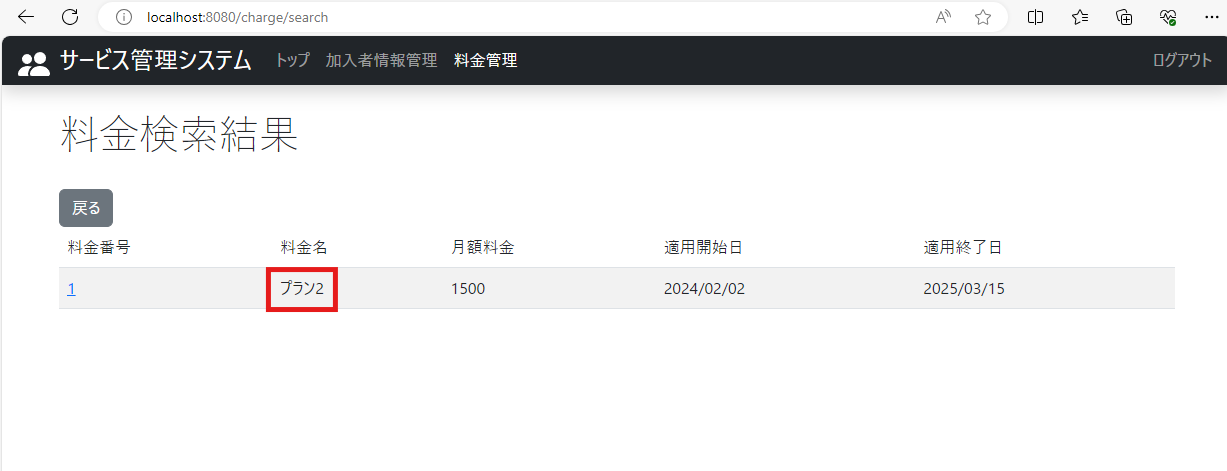 localhost:8080/charge/search
サービス管理システム トップ 加入者情報管理 料金管理 ログアウト
料金検索結果
戻る
料金番号 料金名 月額料金 適用開始日 適用終了日
1 プラン2 1500 2024/02/02 2025/03/15